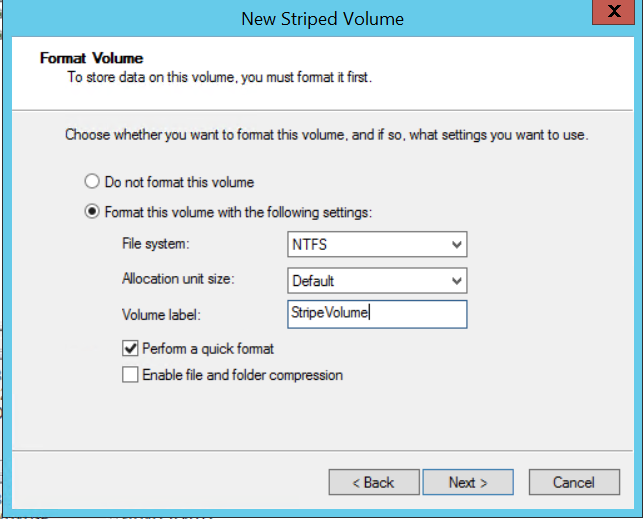 New Striped Volume
X
Format Volume
To store data on this volume, you must format it first.
Choose whether you want to format this volume, and if so, what settings you want to use.
Do not format this volume
Format this volume with the following settings:
File system: NTFS
Allocation unit size: Default
Volume label: StripeVolume
Perform a quick format
Enable file and folder compression
< Back Next > Cancel